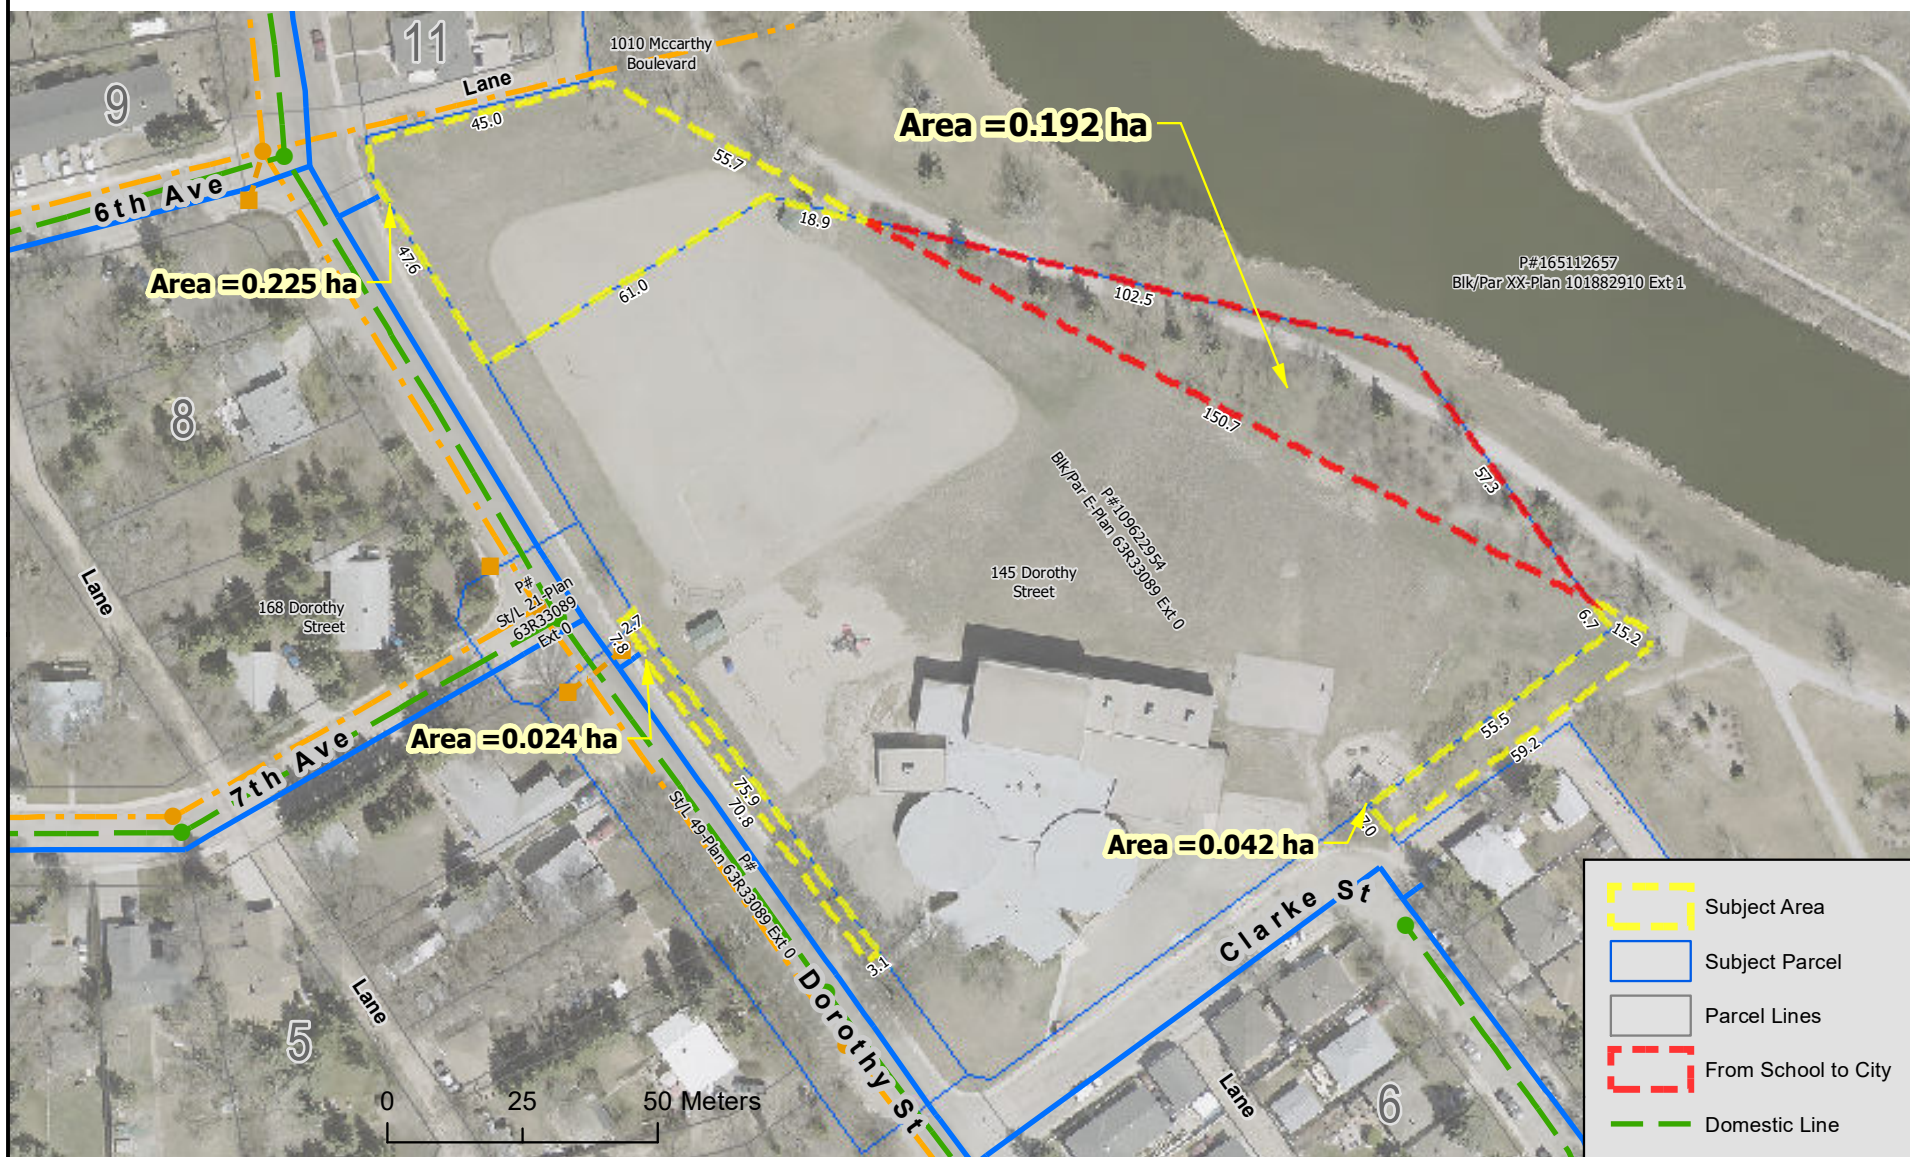 11
1010 Mccarthy
Boulevard
Lane
9
45.0
Area =0.192 ha
55.7
6th Ave
18.9
47.6
P#165112657
Blk/Par XX-Plan 101882910 Ext 1
Area =0.225 ha
61.0
102.5
8
150.7
57.3
P#109622954
Blk/Par E-Plan 63R33089 Ext 0
145 Dorothy
Street
Lane
168 Dorothy
Street
P#
St/L 21-Plan
63R33089
Ext 0
2.7
7.8
6.7
15.2
Area =0.024 ha
7th Ave
55.5
59.2
75.9
70.8
7.0
Area =0.042 ha
P#
St/L 49-Plan 63R33089 Ext 0
Clarke St
3.1
Dorothy St
Lane
5
Lane
6
0 25 50 Meters
Subject Area
Subject Parcel
Parcel Lines
From School to City
Domestic Line